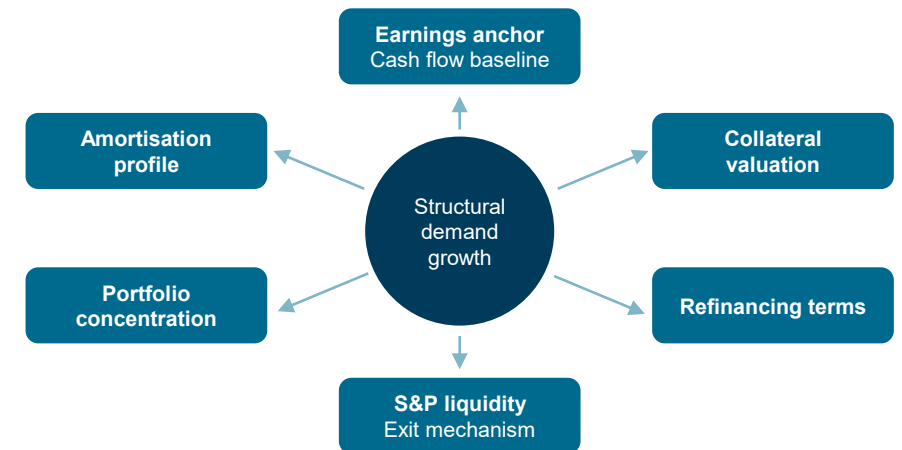 Earnings anchor
Cash flow baseline
Amortisation
profile
Collateral
valuation
Structural
demand
growth
Portfolio
concentration
Refinancing terms
S&P liquidity
Exit mechanism